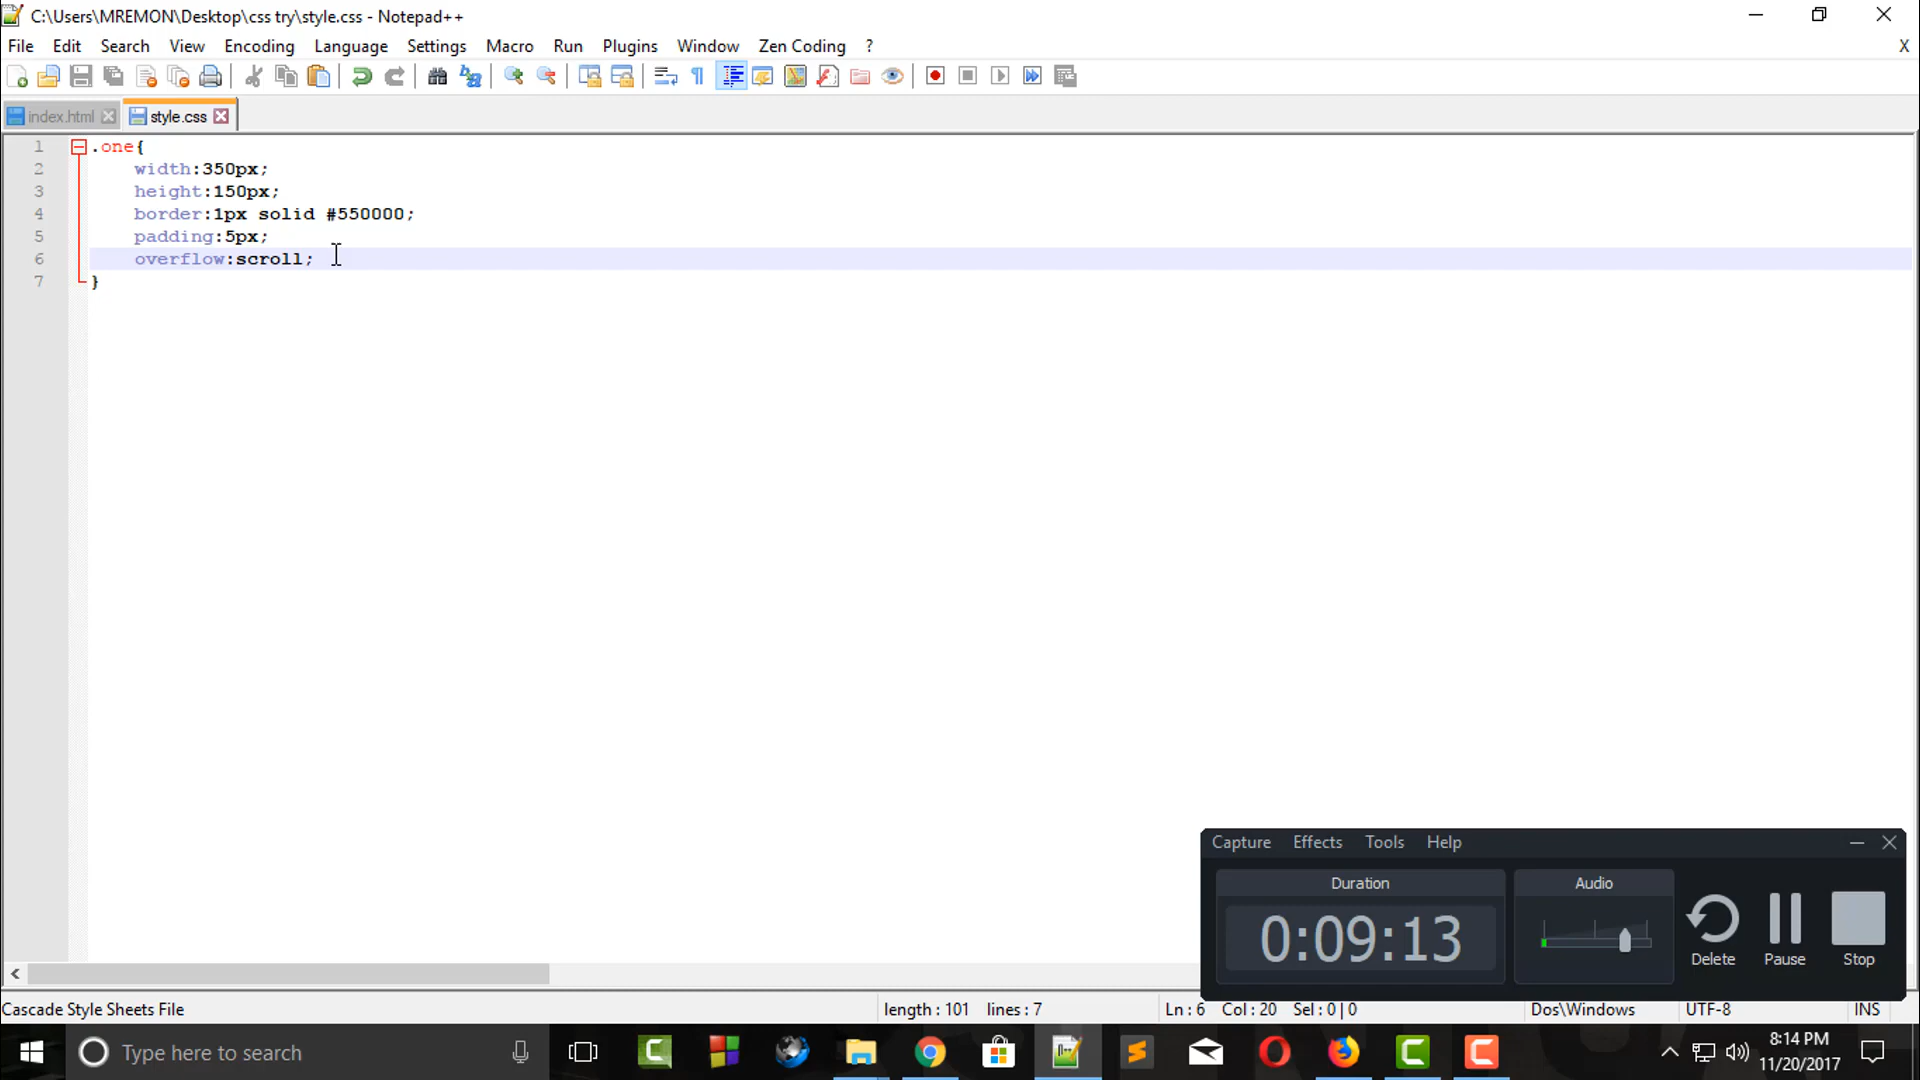 C:\Users\MREMON\Desktop\css try\style.css - Notepad++
File Edit Search View Encoding Language Settings Macro Run Plugins Window Zen Coding ? X
index.html style.css
1 .one{
2 width:350px;
3 height:150px;
4 border:1px solid #550000;
5 padding:5px;
6 overflow:scroll;
7 }
Capture Effects Tools Help
Duration Audio
0:09:13
Delete Pause Stop
Cascade Style Sheets File length : 101 lines : 7 Ln : 6 Col : 20 Sel : 0 | 0 Dos\Windows UTF-8 INS
Type here to search
8:14 PM
11/20/2017